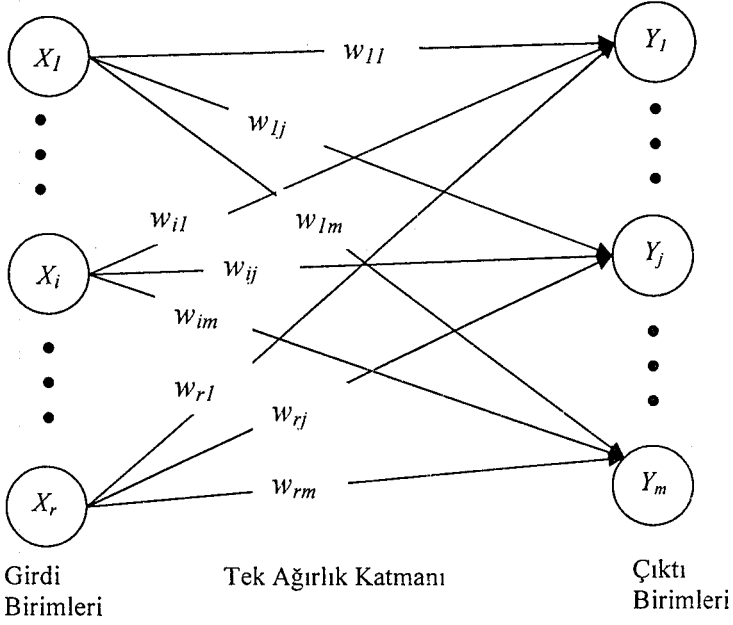 X1 w11 Y1
w1j
wi1 w1m
Xi wij Yj
wim
wr1 wrj
Xr wrm Ym
Girdi Birimleri
Tek Ağırlık Katmanı
Çıktı Birimleri